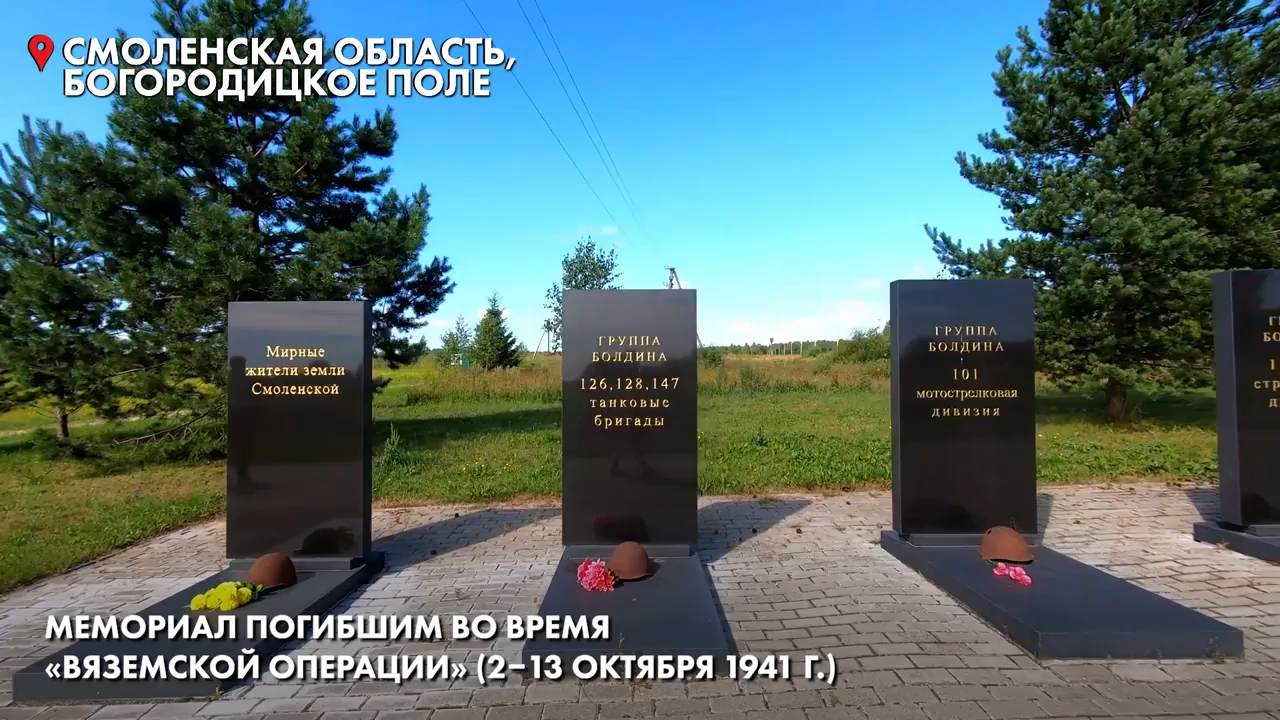 СМОЛЕНСКАЯ ОБЛАСТЬ,
БОГОРОДИЦКОЕ ПОЛЕ
Мирные
жители земли
Смоленской
ГРУППА
БОЛДИНА
126,128,147
танковые
бригады
ГРУППА
БОЛДИНА
101
мотострелковая
дивизия
МЕМОРИАЛ ПОГИБШИМ ВО ВРЕМЯ
«ВЯЗЕМСКОЙ ОПЕРАЦИИ» (2–13 ОКТЯБРЯ 1941 Г.)